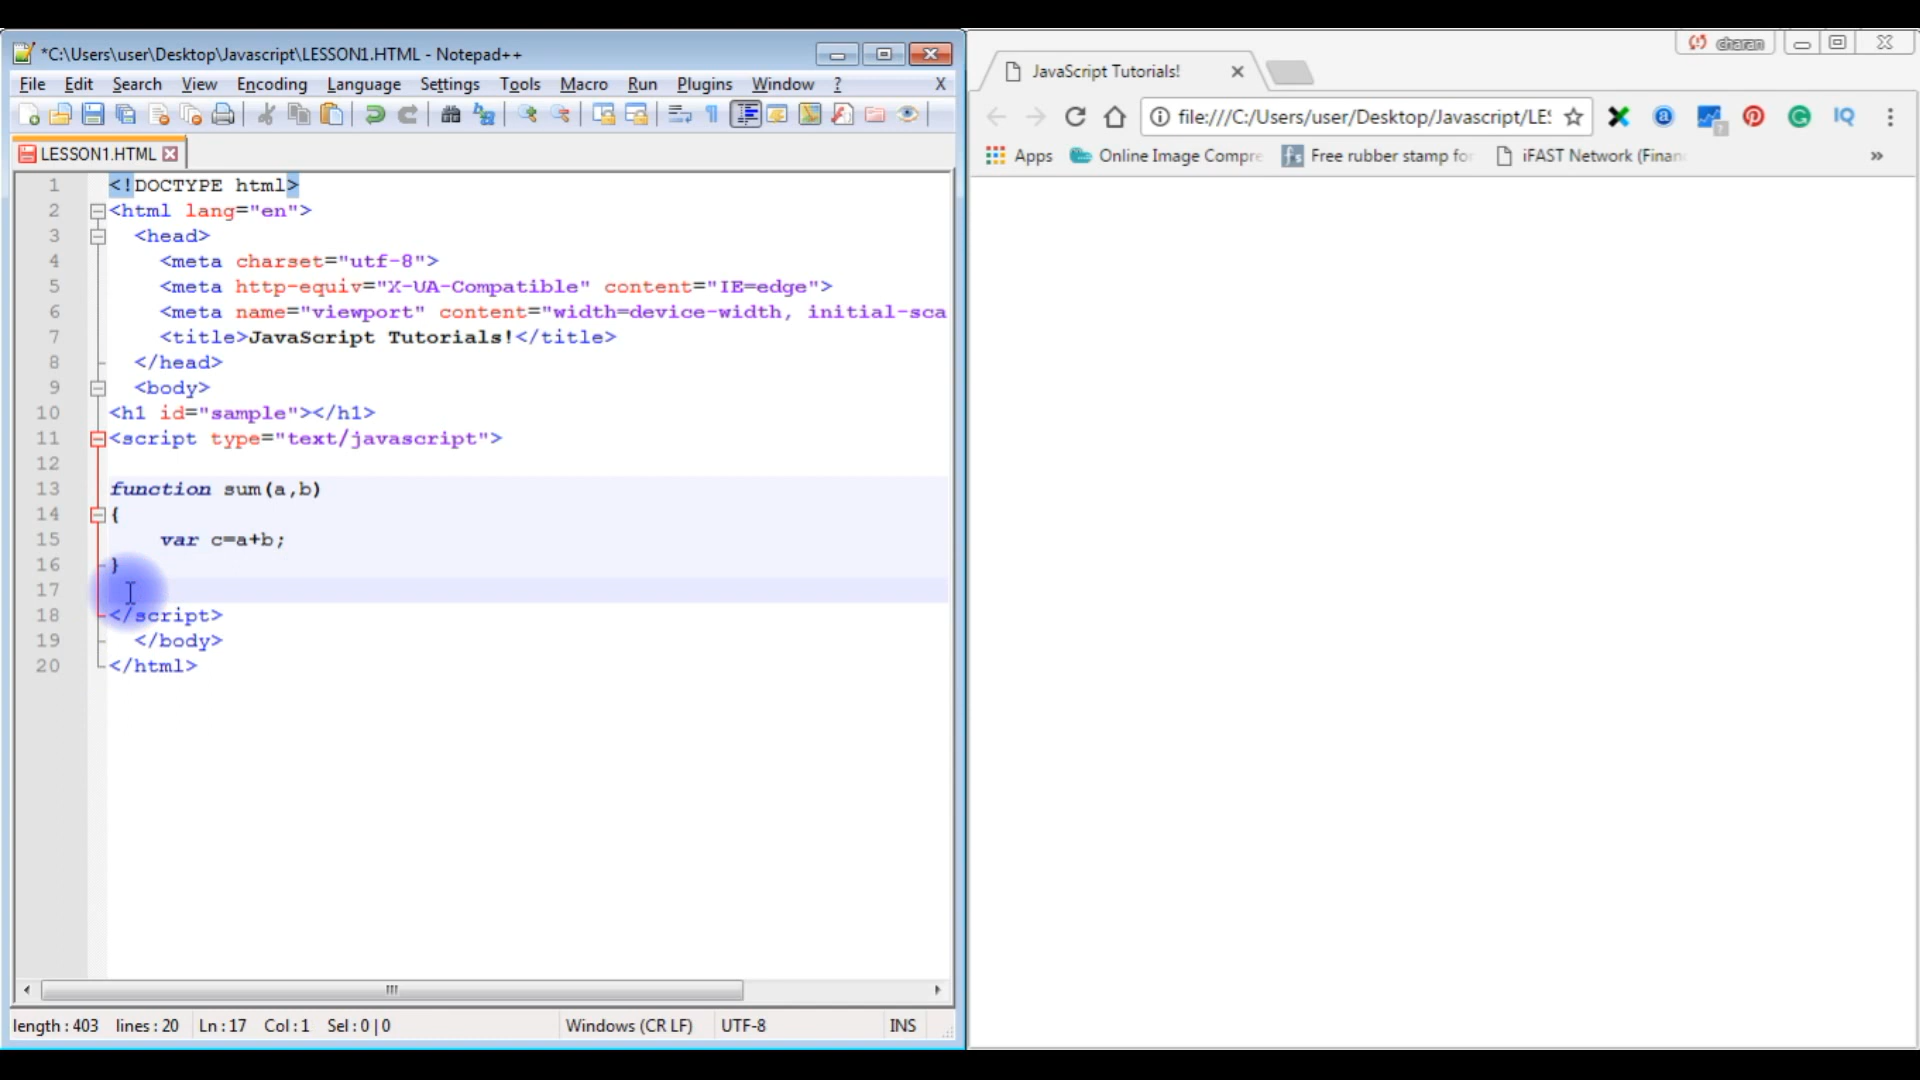 *C:\Users\user\Desktop\Javascript\LESSON1.HTML - Notepad++
File Edit Search View Encoding Language Settings Tools Macro Run Plugins Window ? X
LESSON1.HTML
1 <!DOCTYPE html>
2 <html lang="en">
3 <head>
4 <meta charset="utf-8">
5 <meta http-equiv="X-UA-Compatible" content="IE=edge">
6 <meta name="viewport" content="width=device-width, initial-sca
7 <title>JavaScript Tutorials!</title>
8 </head>
9 <body>
10 <h1 id="sample"></h1>
11 <script type="text/javascript">
12
13 function sum(a,b)
14 {
15 var c=a+b;
16 }
17
18 </script>
19 </body>
20 </html>
length : 403 lines : 20 Ln : 17 Col : 1 Sel : 0 | 0 Windows (CR LF) UTF-8 INS
charan
JavaScript Tutorials!
file:///C:/Users/user/Desktop/Javascript/LES
IQ
Apps Online Image Compre Free rubber stamp for iFAST Network (Finan »